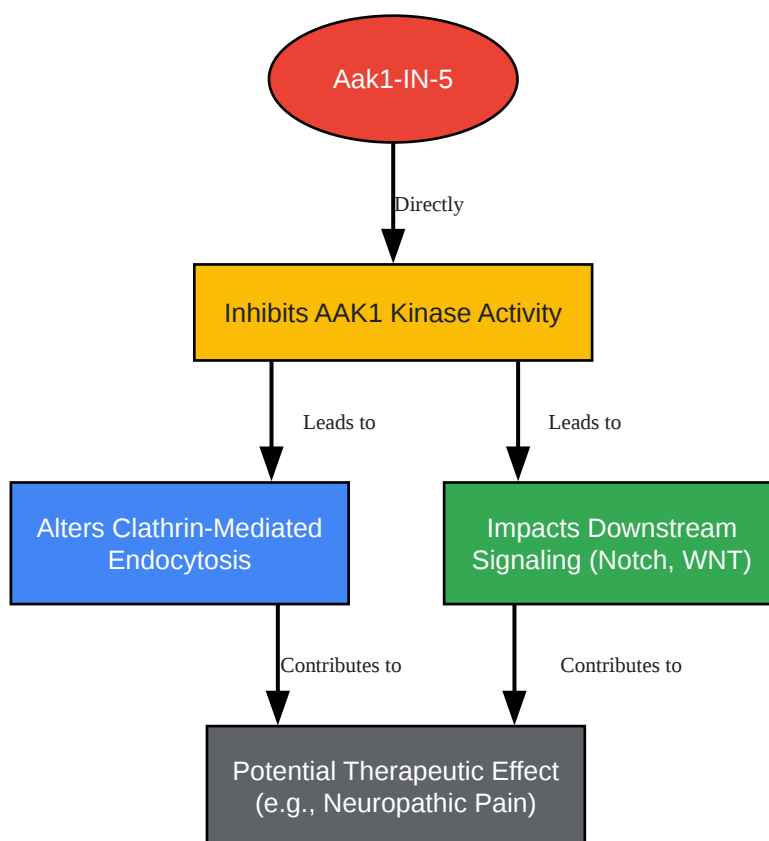 Aak1-IN-5
Directly
Inhibits AAK1 Kinase Activity
Leads to
Leads to
Alters Clathrin-Mediated
Endocytosis
Impacts Downstream
Signaling (Notch, WNT)
Contributes to
Contributes to
Potential Therapeutic Effect
(e.g., Neuropathic Pain)